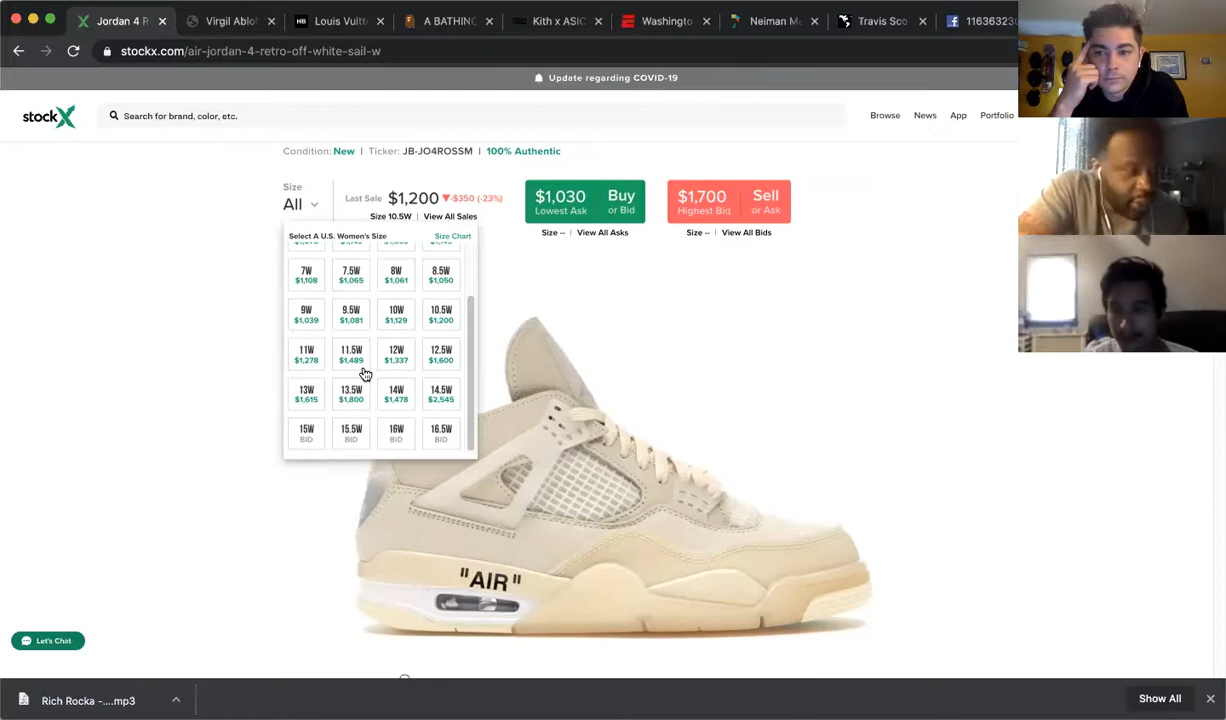 Jordan 4 R
Virgil Ablo
HB
Louis Vuitt
A BATHIN
Kith x ASIC
Washingto
Neiman Ma
Travis Sco
11636323
stockx.com/air-jordan-4-retro-off-white-sail-w
Update regarding COVID-19
stockX
Search for brand, color, etc.
Browse
News
App
Portfolio
Condition: New | Ticker: JB-JO4ROSSM | 100% Authentic
Size
All
Last Sale $1,200 ▼-$350 (-23%)
Size 10.5W | View All Sales
$1,030 Buy
Lowest Ask or Bid
Size -- | View All Asks
$1,700 Sell
Highest Bid or Ask
Size -- | View All Bids
Select A U.S. Women's Size Size Chart
7W 7.5W 8W 8.5W
$1,108 $1,065 $1,061 $1,050
9W 9.5W 10W 10.5W
$1,039 $1,081 $1,129 $1,200
11W 11.5W 12W 12.5W
$1,278 $1,489 $1,337 $1,600
13W 13.5W 14W 14.5W
$1,615 $1,800 $1,478 $2,545
15W 15.5W 16W 16.5W
BID BID BID BID
"AIR"
Let's Chat
Rich Rocka -....mp3
Show All